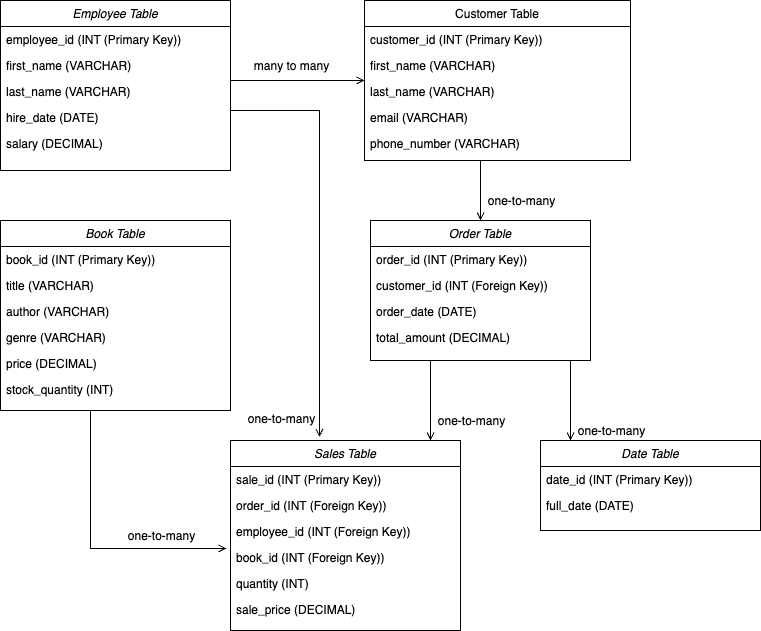 Employee Table
employee_id (INT (Primary Key))
first_name (VARCHAR)
last_name (VARCHAR)
hire_date (DATE)
salary (DECIMAL)
many to many
Customer Table
customer_id (INT (Primary Key))
first_name (VARCHAR)
last_name (VARCHAR)
email (VARCHAR)
phone_number (VARCHAR)
one-to-many
Book Table
book_id (INT (Primary Key))
title (VARCHAR)
author (VARCHAR)
genre (VARCHAR)
price (DECIMAL)
stock_quantity (INT)
Order Table
order_id (INT (Primary Key))
customer_id (INT (Foreign Key))
order_date (DATE)
total_amount (DECIMAL)
one-to-many
one-to-many
one-to-many
one-to-many
Sales Table
sale_id (INT (Primary Key))
order_id (INT (Foreign Key))
employee_id (INT (Foreign Key))
book_id (INT (Foreign Key))
quantity (INT)
sale_price (DECIMAL)
Date Table
date_id (INT (Primary Key))
full_date (DATE)